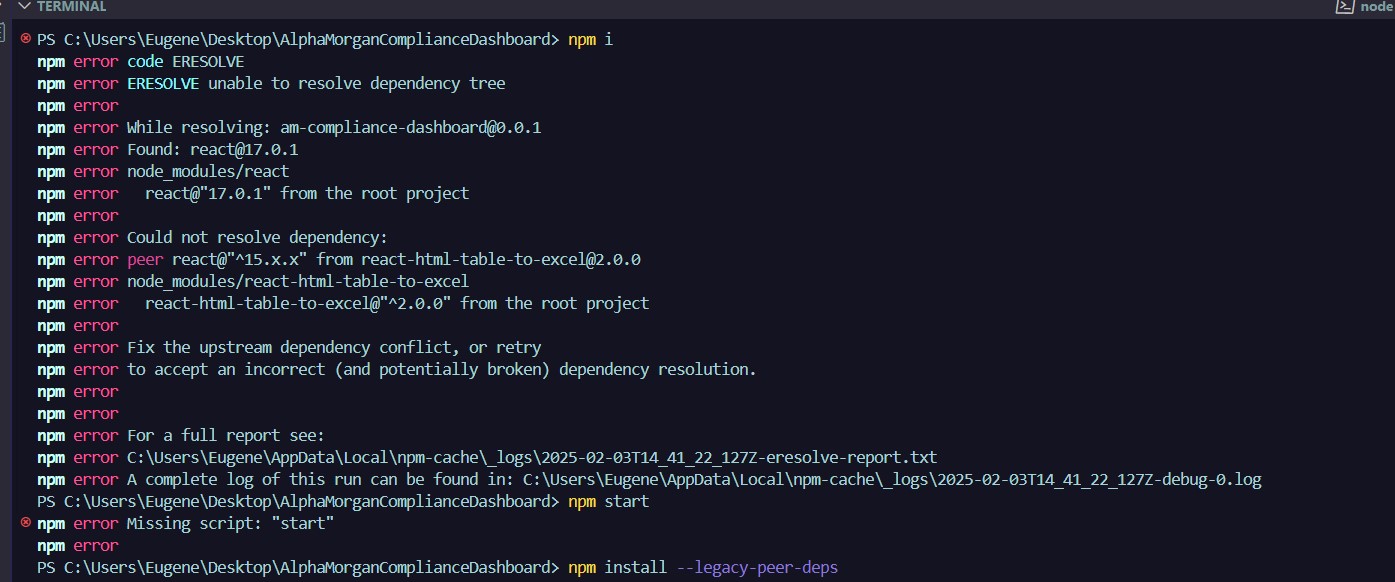 TERMINAL
node
PS C:\Users\Eugene\Desktop\AlphaMorganComplianceDashboard> npm i
npm error code ERESOLVE
npm error ERESOLVE unable to resolve dependency tree
npm error
npm error While resolving: am-compliance-dashboard@0.0.1
npm error Found: react@17.0.1
npm error node_modules/react
npm error   react@"17.0.1" from the root project
npm error
npm error Could not resolve dependency:
npm error peer react@"^15.x.x" from react-html-table-to-excel@2.0.0
npm error node_modules/react-html-table-to-excel
npm error   react-html-table-to-excel@"^2.0.0" from the root project
npm error
npm error Fix the upstream dependency conflict, or retry
npm error to accept an incorrect (and potentially broken) dependency resolution.
npm error
npm error
npm error For a full report see:
npm error C:\Users\Eugene\AppData\Local\npm-cache\_logs\2025-02-03T14_41_22_127Z-eresolve-report.txt
npm error A complete log of this run can be found in: C:\Users\Eugene\AppData\Local\npm-cache\_logs\2025-02-03T14_41_22_127Z-debug-0.log
PS C:\Users\Eugene\Desktop\AlphaMorganComplianceDashboard> npm start
npm error Missing script: "start"
npm error
PS C:\Users\Eugene\Desktop\AlphaMorganComplianceDashboard> npm install --legacy-peer-deps